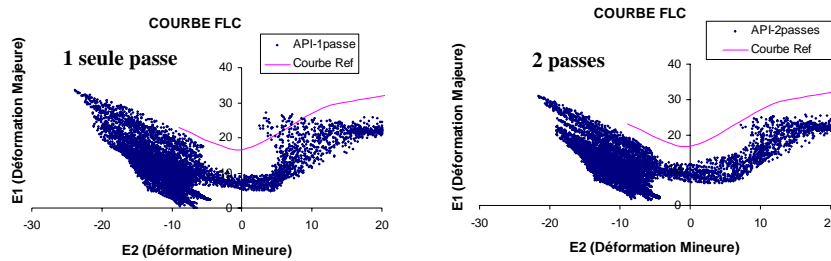 COURBE FLC
1 seule passe
API-1passe
Courbe Ref
E1 (Déformation Majeure)
40
30
20
10
0
-30
-20
-10
0
10
20
E2 (Déformation Mineure)
COURBE FLC
2 passes
API-2passes
Courbe Ref
E1 (Déformation Majeure)
40
30
20
10
0
-30
-20
-10
0
10
20
E2 (Déformation Mineure)